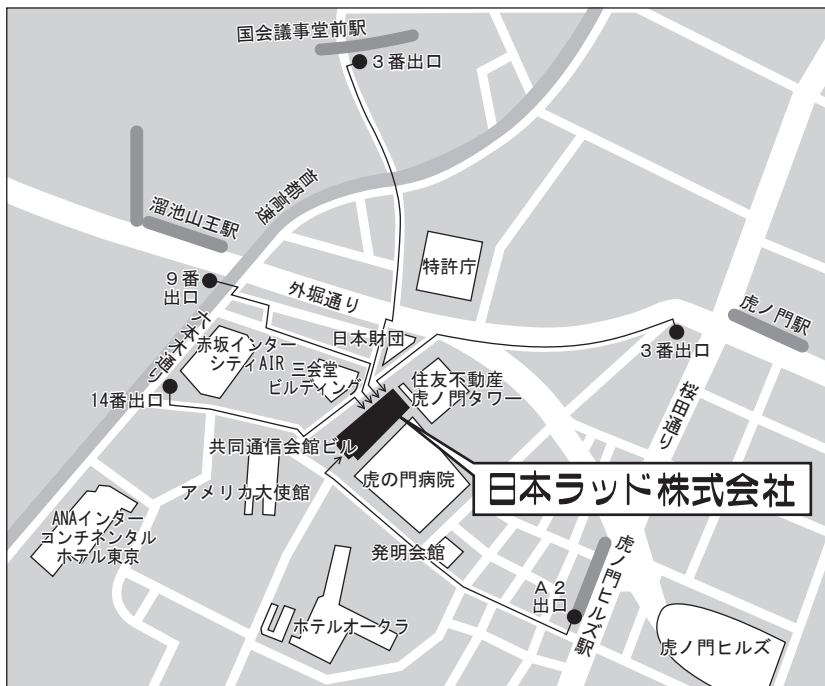 国会議事堂前駅
3番出口
溜池山王駅
首都高速
9番
出口
外堀通り
特許庁
六本木通り
赤坂インター
シティAIR
日本財団
三会堂
ビルディング
虎ノ門駅
3番出口
住友不動産
虎ノ門タワー
桜田通り
14番出口
共同通信会館ビル
アメリカ大使館
虎の門病院
日本ラッド株式会社
ANAインター
コンチネンタル
ホテル東京
発明会館
A2
出口
虎ノ門ヒルズ駅
ホテルオークラ
虎ノ門ヒルズ